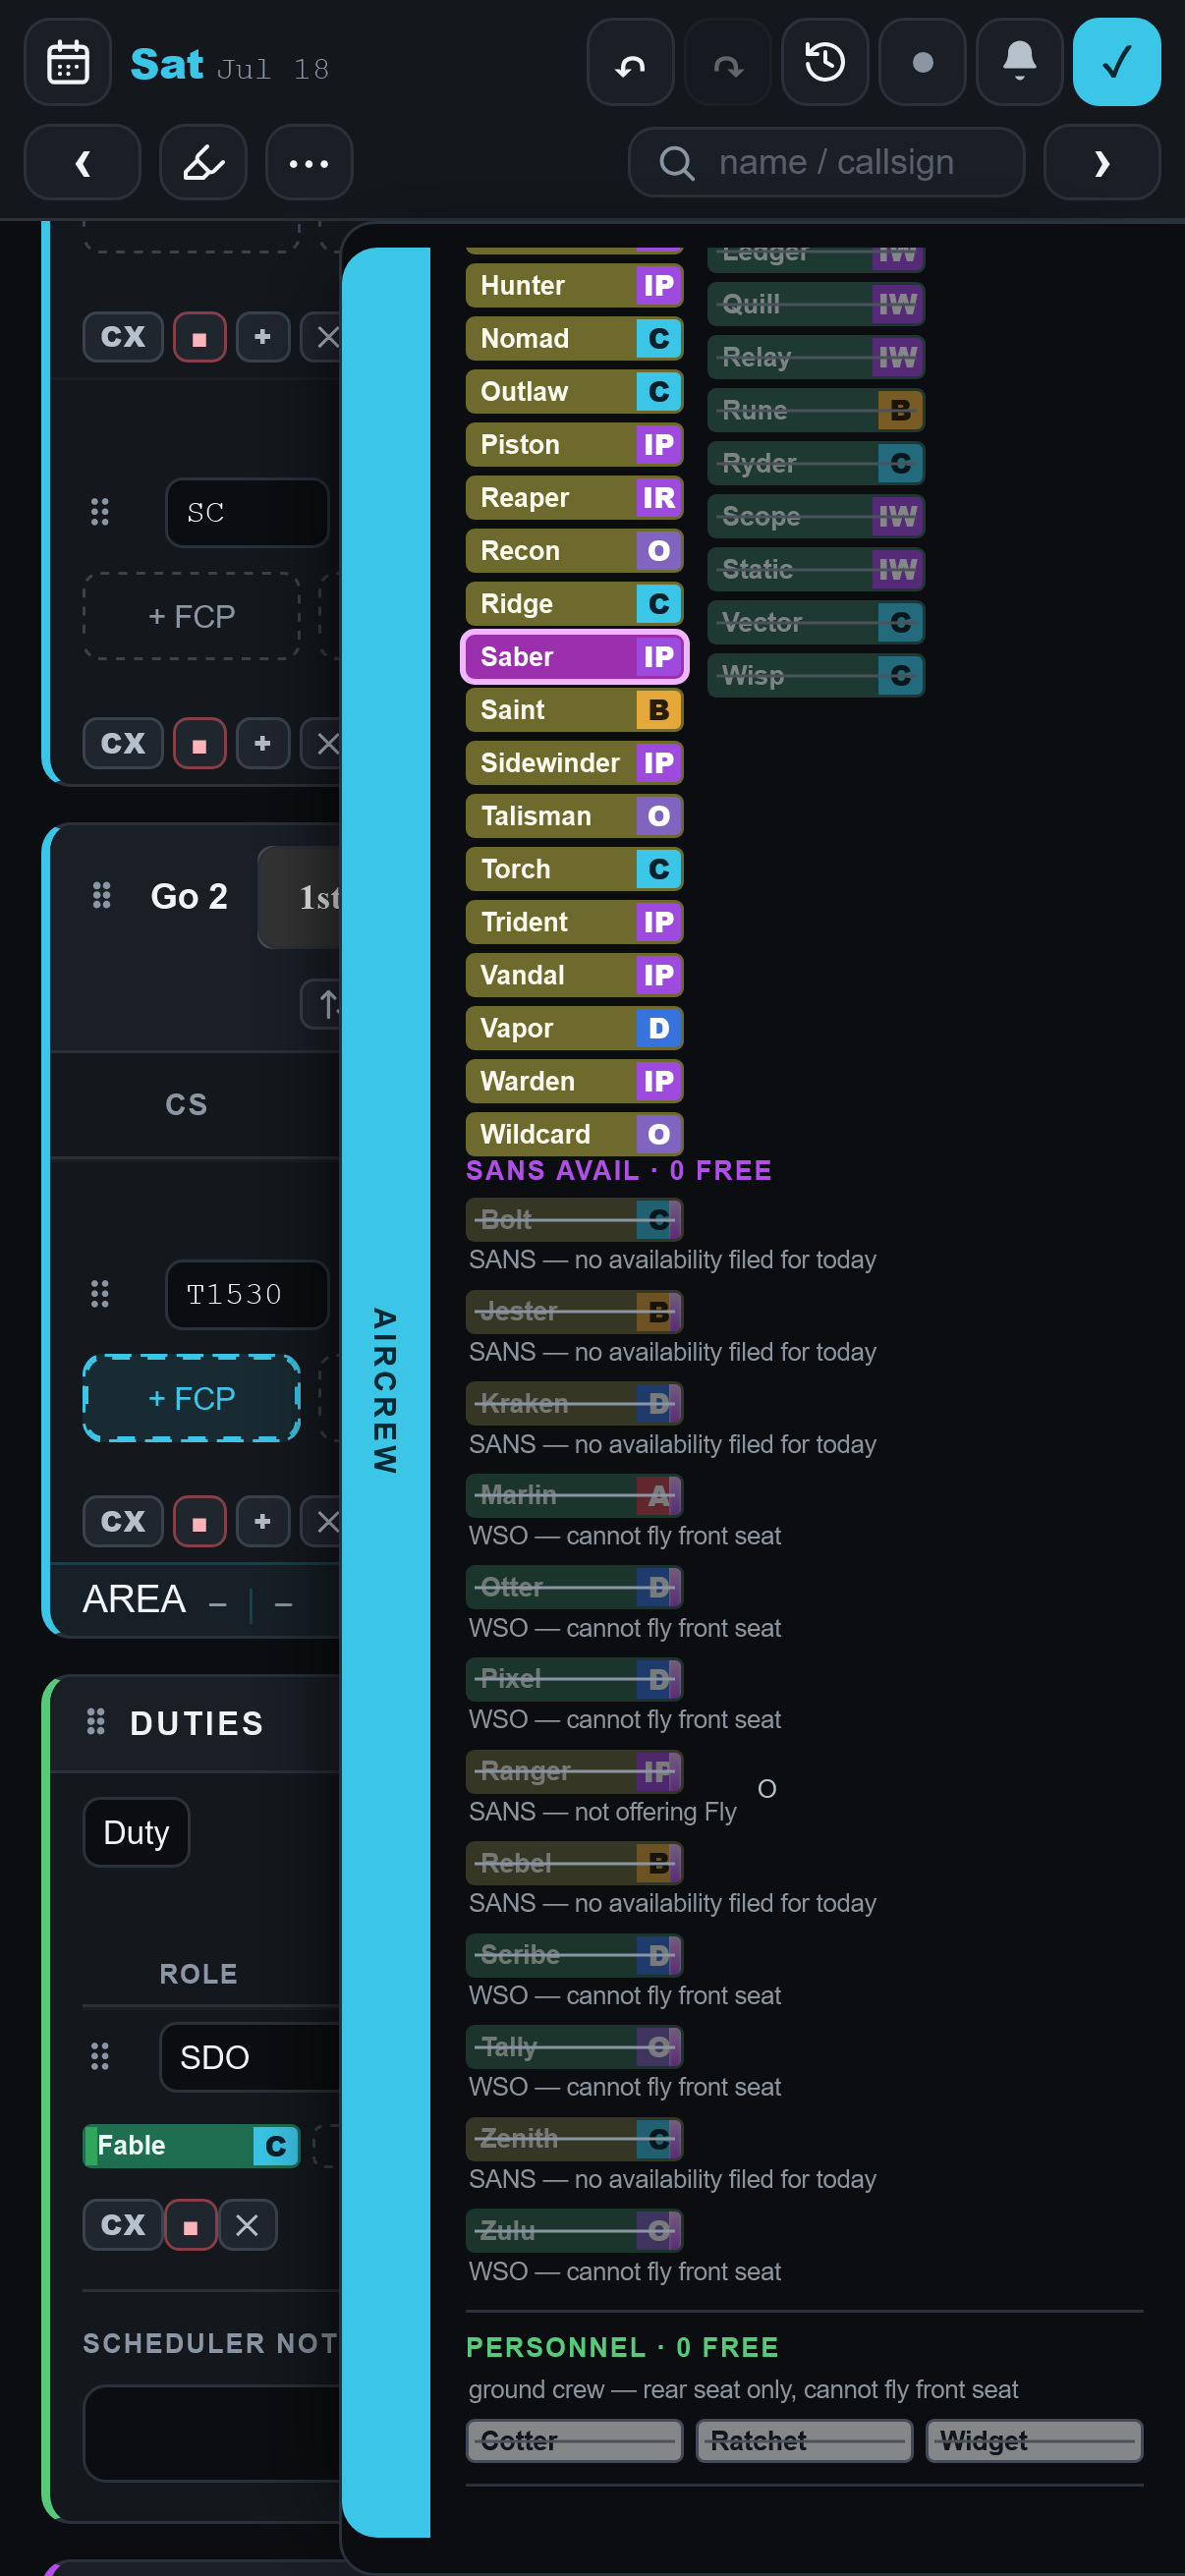 Sat Jul 18
name / callsign
Ledger IW
Hunter IP
Quill IW
Nomad C
Relay IW
Outlaw C
Rune B
Piston IP
Ryder C
Reaper IR
Scope IW
Recon O
Static IW
Ridge C
Vector C
Saber IP
Wisp C
Saint B
Sidewinder IP
Talisman O
Torch C
Trident IP
Vandal IP
Vapor D
Warden IP
Wildcard O
SANS AVAIL · 0 FREE
Bolt C
SANS — no availability filed for today
Jester B
SANS — no availability filed for today
Kraken D
SANS — no availability filed for today
Marlin A
WSO — cannot fly front seat
Otter D
WSO — cannot fly front seat
Pixel D
WSO — cannot fly front seat
Ranger IP
SANS — not offering Fly
Rebel B
SANS — no availability filed for today
Scribe D
WSO — cannot fly front seat
Tally O
WSO — cannot fly front seat
Zenith C
SANS — no availability filed for today
Zulu O
WSO — cannot fly front seat
PERSONNEL · 0 FREE
ground crew — rear seat only, cannot fly front seat
Cotter Ratchet Widget
AIRCREW
CX
SC
+ FCP
CX
Go 2 1st
CS
T1530
+ FCP
CX
AREA – | –
DUTIES
Duty
ROLE
SDO
Fable C
CX
SCHEDULER NOT